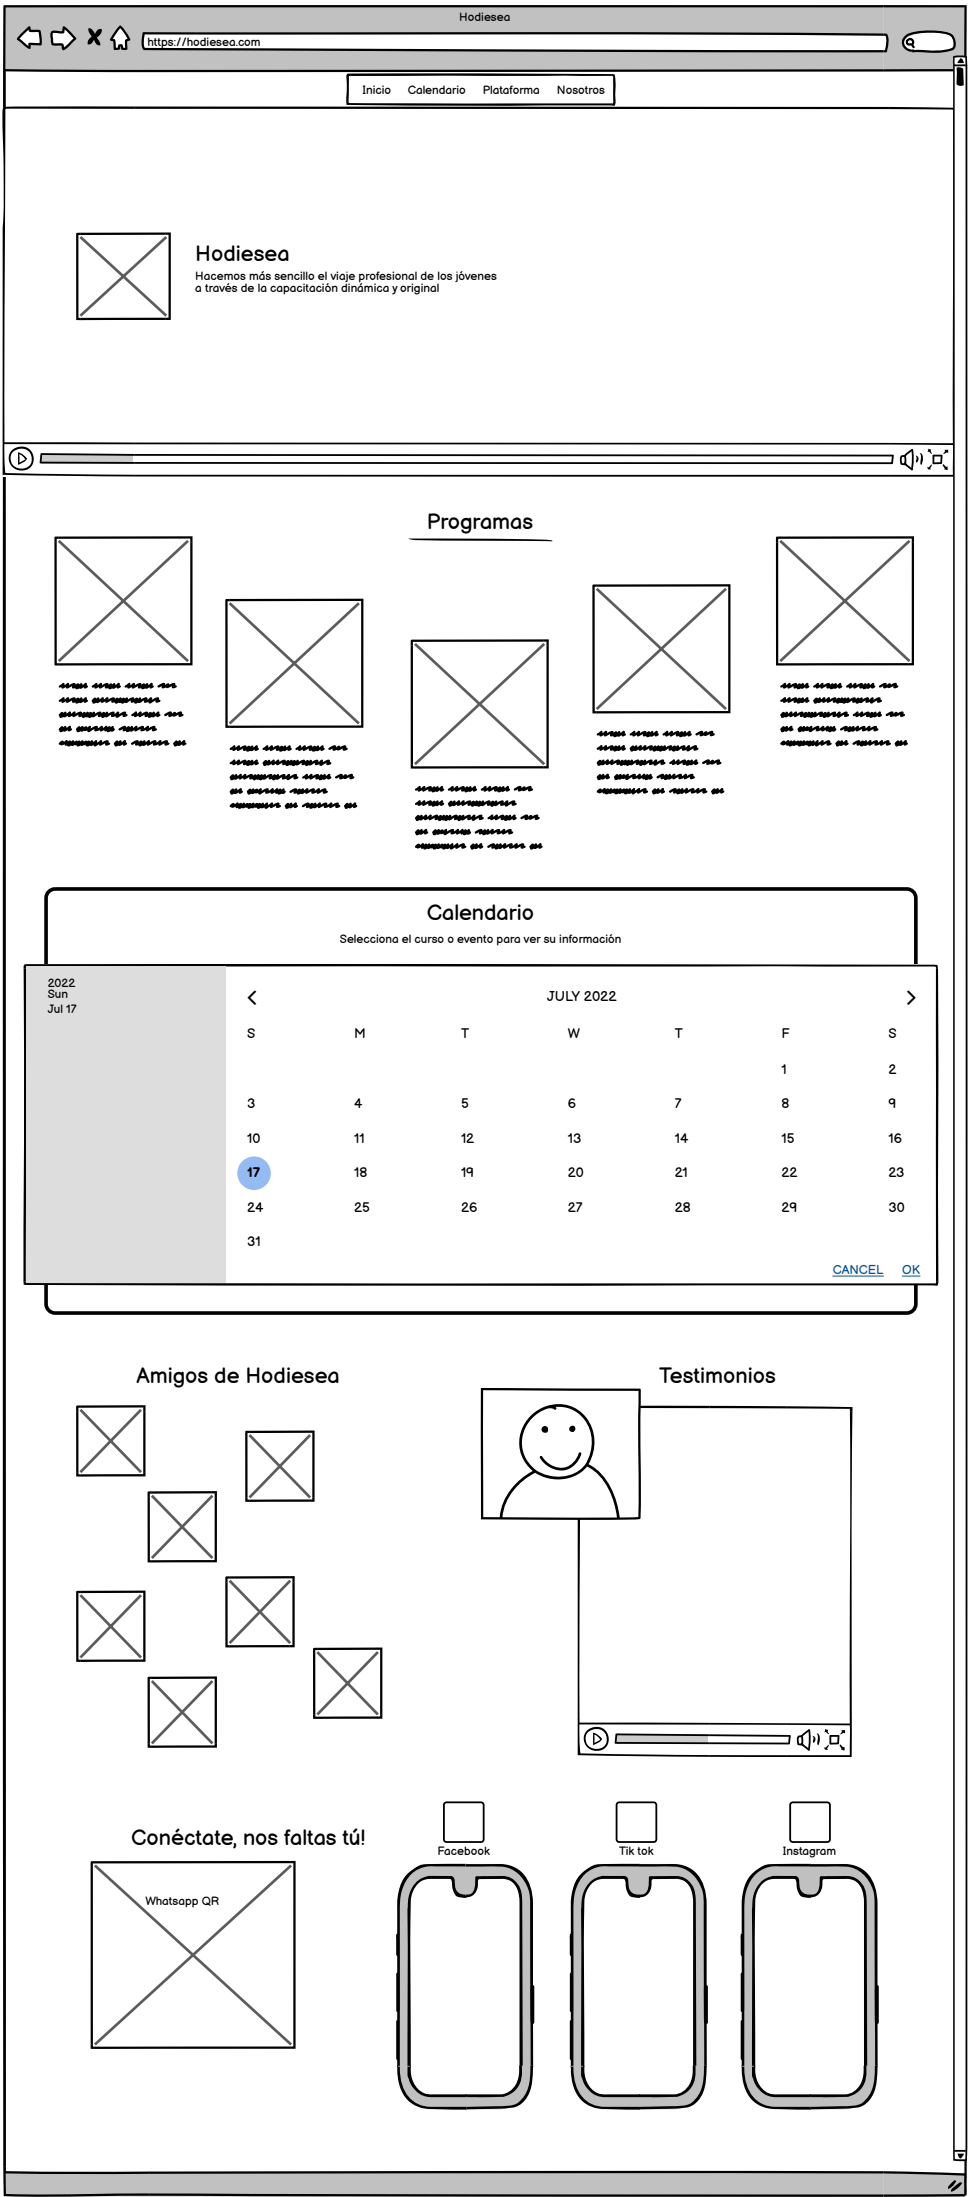 Hodiesea
https://hodiesea.com
Inicio Calendario Plataforma Nosotros
Hodiesea
Hacemos más sencillo el viaje profesional de los jóvenes
a través de la capacitación dinámica y original
Programas
Calendario
Selecciona el curso o evento para ver su información
2022
Sun
Jul 17
JULY 2022
S M T W T F S
1 2
3 4 5 6 7 8 9
10 11 12 13 14 15 16
17 18 19 20 21 22 23
24 25 26 27 28 29 30
31
CANCEL OK
Amigos de Hodiesea
Testimonios
Conéctate, nos faltas tú!
Whatsapp QR
Facebook
Tik tok
Instagram